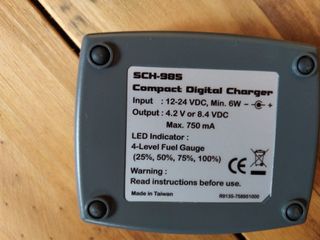 SCH-985
Compact Digital Charger
Input : 12-24 VDC, Min. 6W - +
Output : 4.2 V or 8.4 VDC
Max. 750 mA
LED Indicator :
4-Level Fuel Gauge
(25%, 50%, 75%, 100%)
Warning :
Read instructions before use.
Made in Taiwan
R9135-758951000